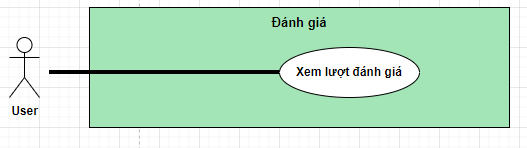 Đánh giá
Xem lượt đánh giá
User